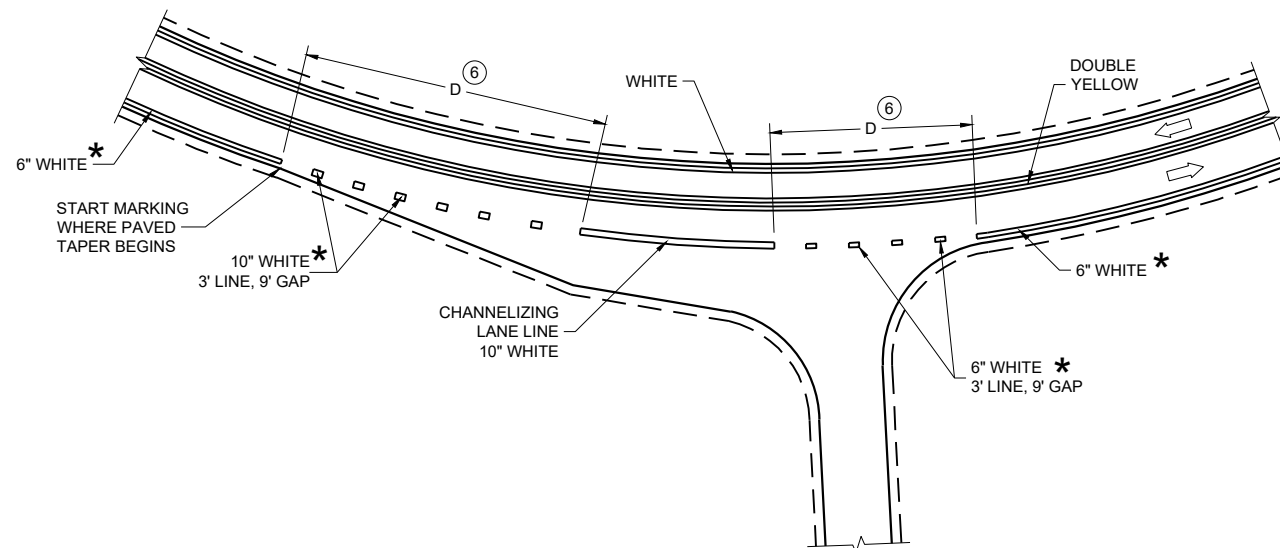 6
D
WHITE
6
D
DOUBLE
YELLOW
6" WHITE *
START MARKING
WHERE PAVED
TAPER BEGINS
10" WHITE *
3' LINE, 9' GAP
CHANNELIZING
LANE LINE
10" WHITE
6" WHITE *
6" WHITE *
3' LINE, 9' GAP